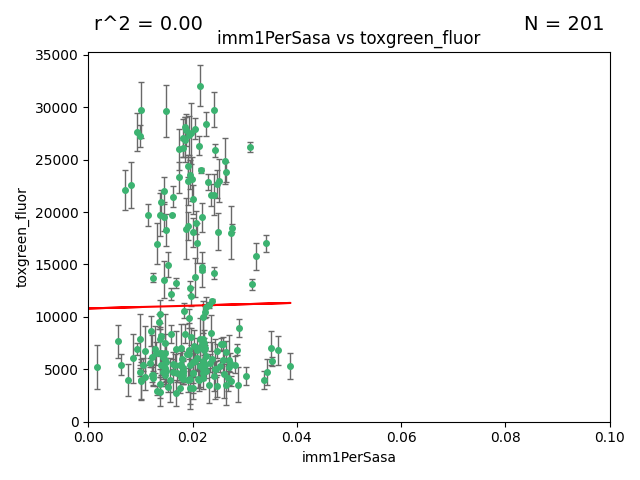 r^2 = 0.00
N = 201
imm1PerSasa vs toxgreen_fluor
35000
30000
25000
20000
15000
10000
5000
0
toxgreen_fluor
0.00
0.02
0.04
0.06
0.08
0.10
imm1PerSasa